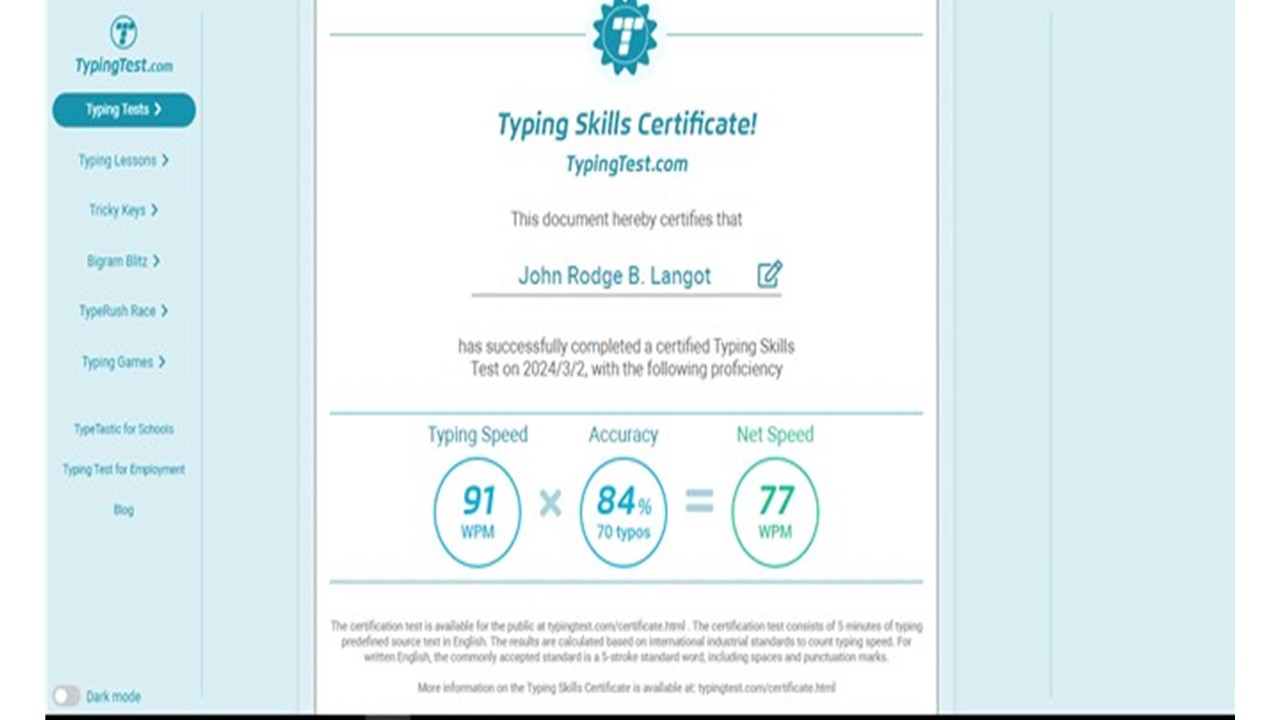 TypingTest.com
Typing Tests
Typing Lessons
Tricky Keys
Bigram Blitz
TypeRush Race
Typing Games
TypeTastic for Schools
Typing Test for Employment
Blog
Dark mode
T
Typing Skills Certificate!
TypingTest.com
This document hereby certifies that
John Rodge B. Langot
has successfully completed a certified Typing Skills
Test on 2024/3/2, with the following proficiency
Typing Speed Accuracy Net Speed
91 × 84% = 77
WPM 70 typos WPM
The certification test is available for the public at typingtest.com/certificate.html . The certification test consists of 5 minutes of typing
predefined source text in English. The results are calculated based on international industrial standards to count typing speed. For
written English, the commonly accepted standard is a 5-stroke standard word, including spaces and punctuation marks.
More information on the Typing Skills Certificate is available at: typingtest.com/certificate.html